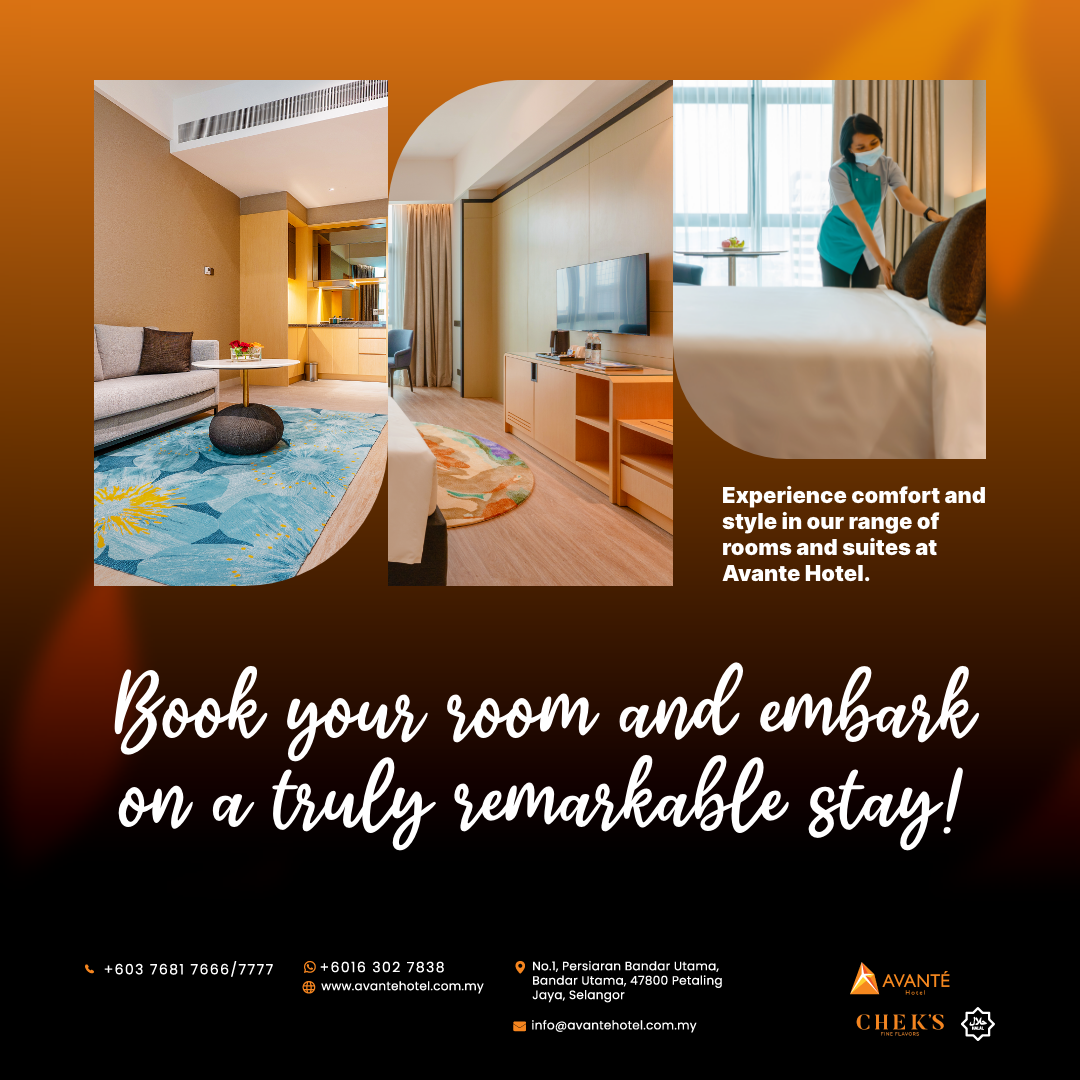 Experience comfort and
style in our range of
rooms and suites at
Avante Hotel.
Book your room and embark
on a truly remarkable stay!
+603 7681 7666/7777
+6016 302 7838
www.avantehotel.com.my
No.1, Persiaran Bandar Utama,
Bandar Utama, 47800 Petaling
Jaya, Selangor
info@avantehotel.com.my
AVANTÉ
Hotel
CHEK'S
FINE FLAVORS
حلال
HALAL